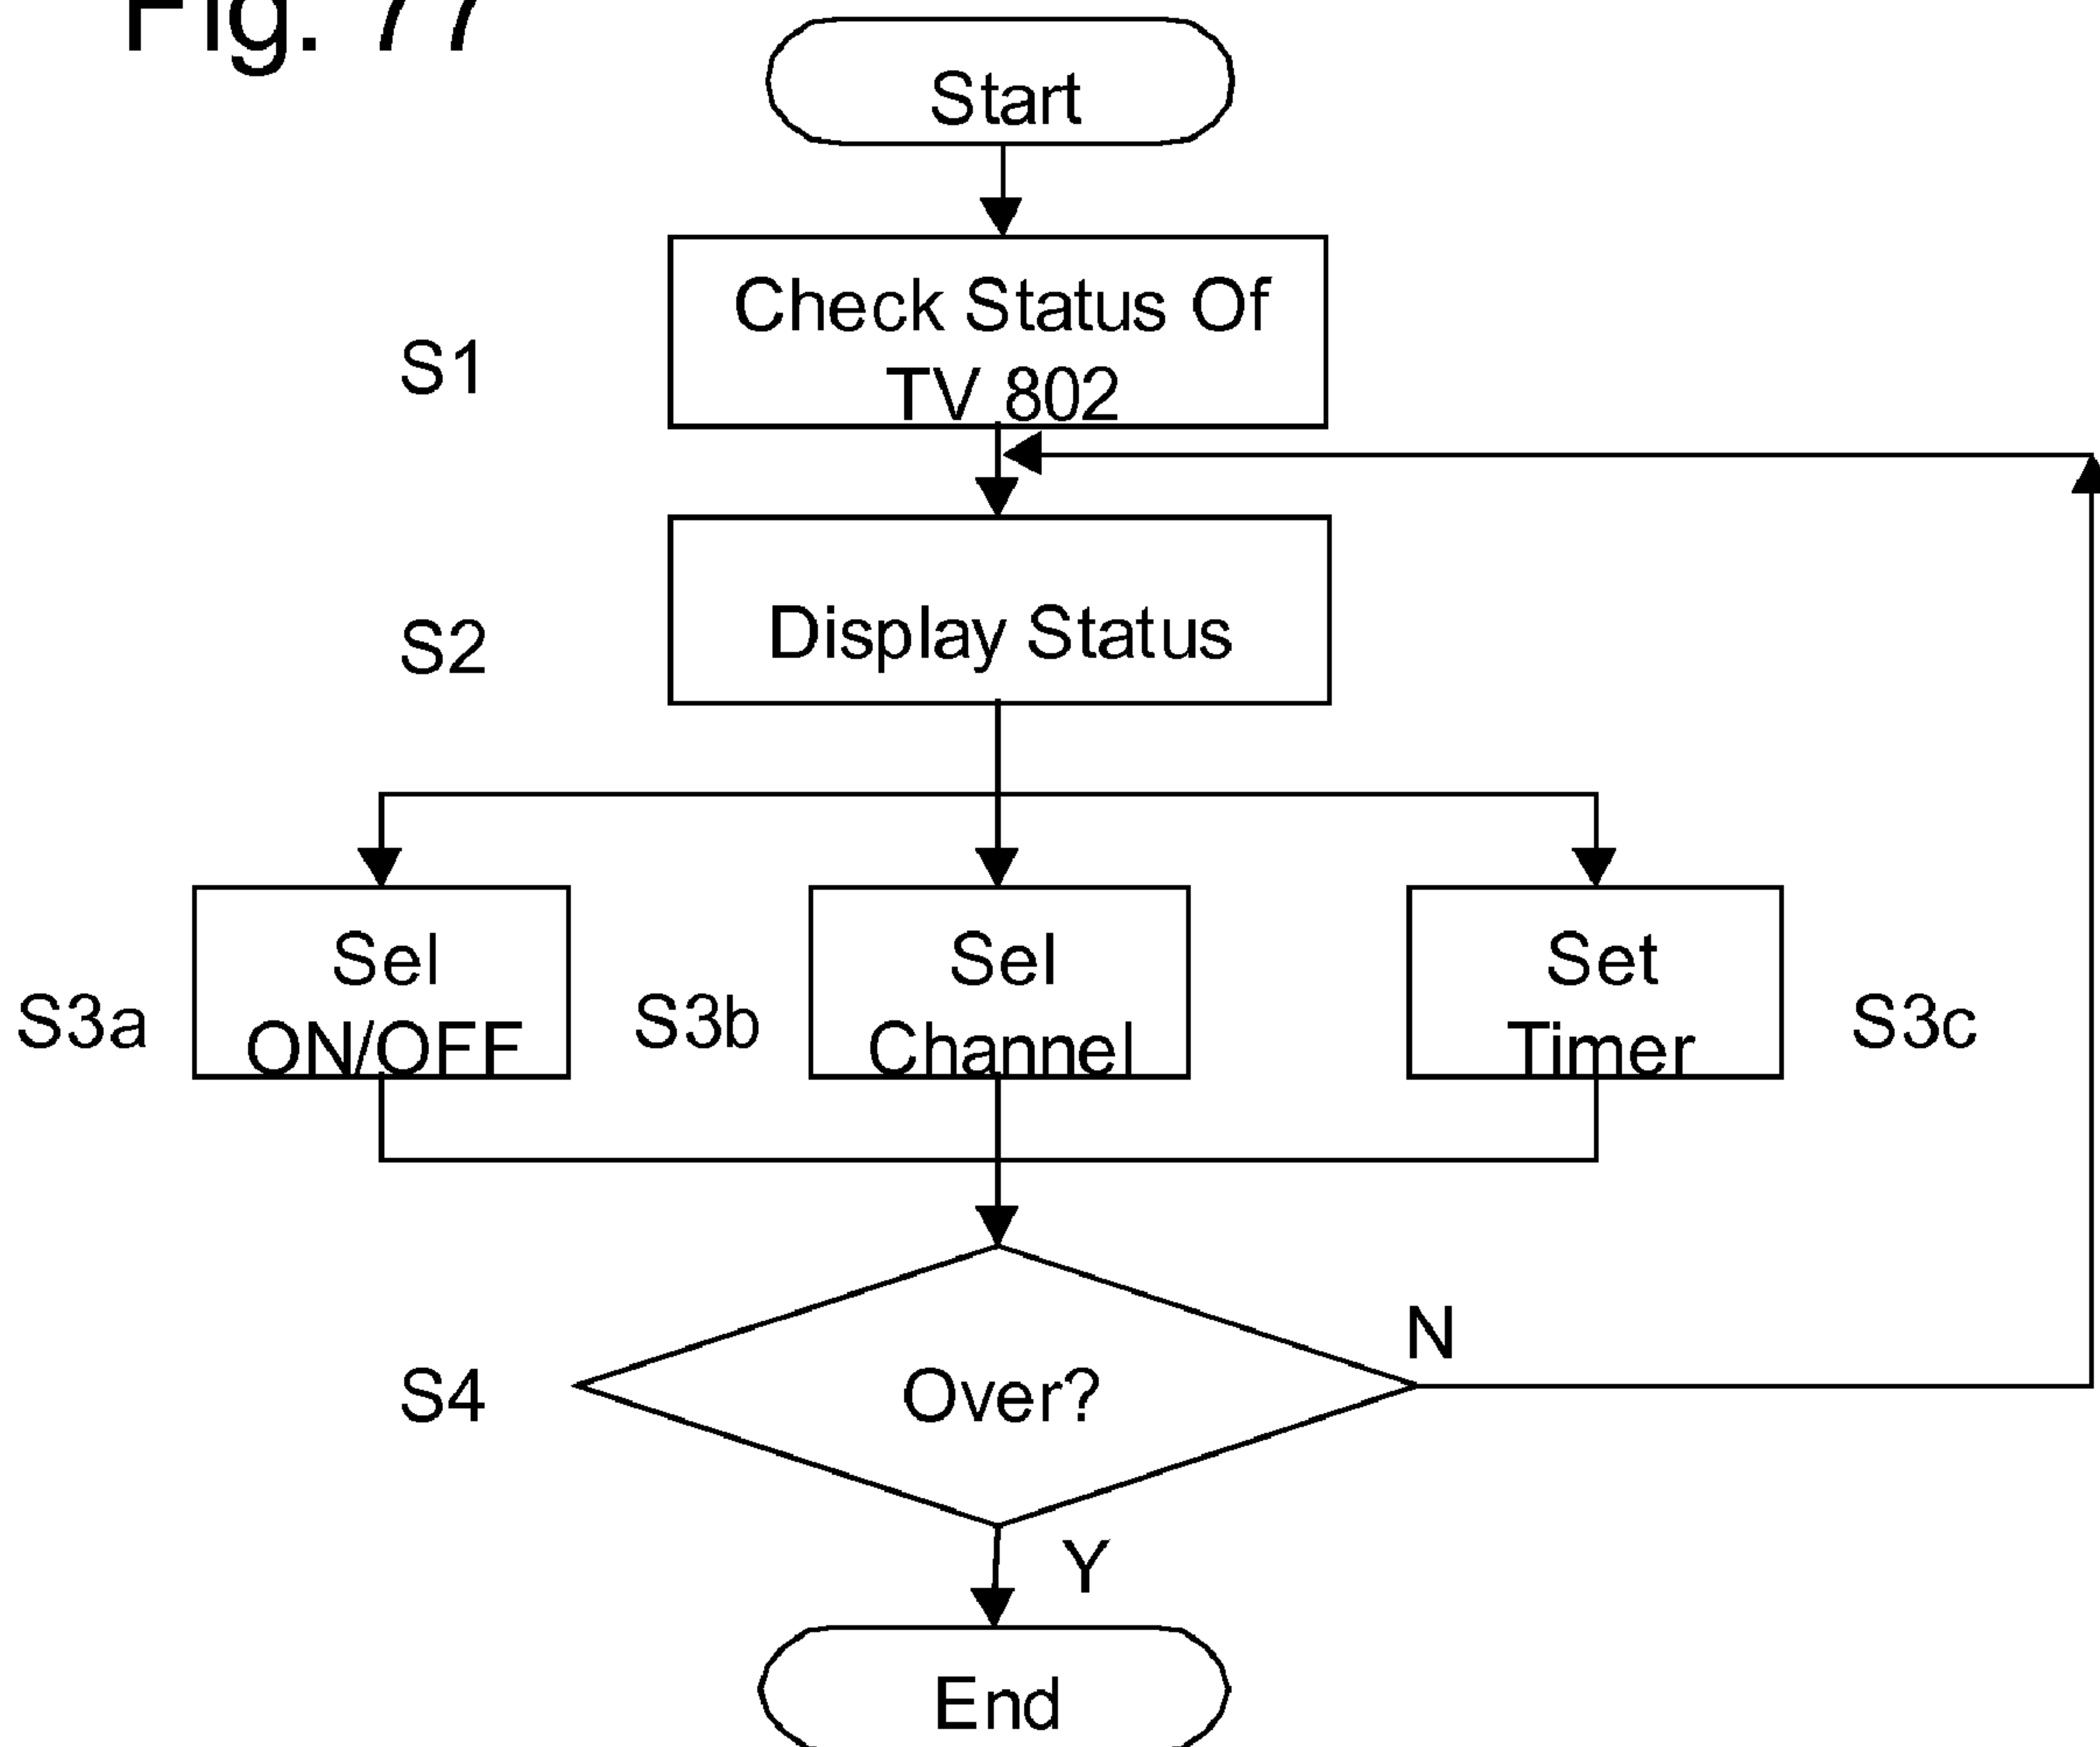 Fig. 77
Start
Check Status Of
TV 802
S1
Display Status
S2
Sel
ON/OFF
S3a
Sel
Channel
S3b
Set
Timer
S3c
Over?
S4
N
Y
End